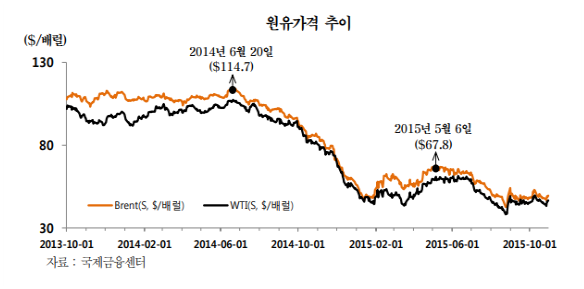 원유가격 추이
($/배럴)
2014년 6월 20일
($114.7)
130
2015년 5월 6일
($67.8)
80
Brent(S, $/배럴) WTI(S, $/배럴)
30
2013-10-01 2014-02-01 2014-06-01 2014-10-01 2015-02-01 2015-06-01 2015-10-01
자료 : 국제금융센터